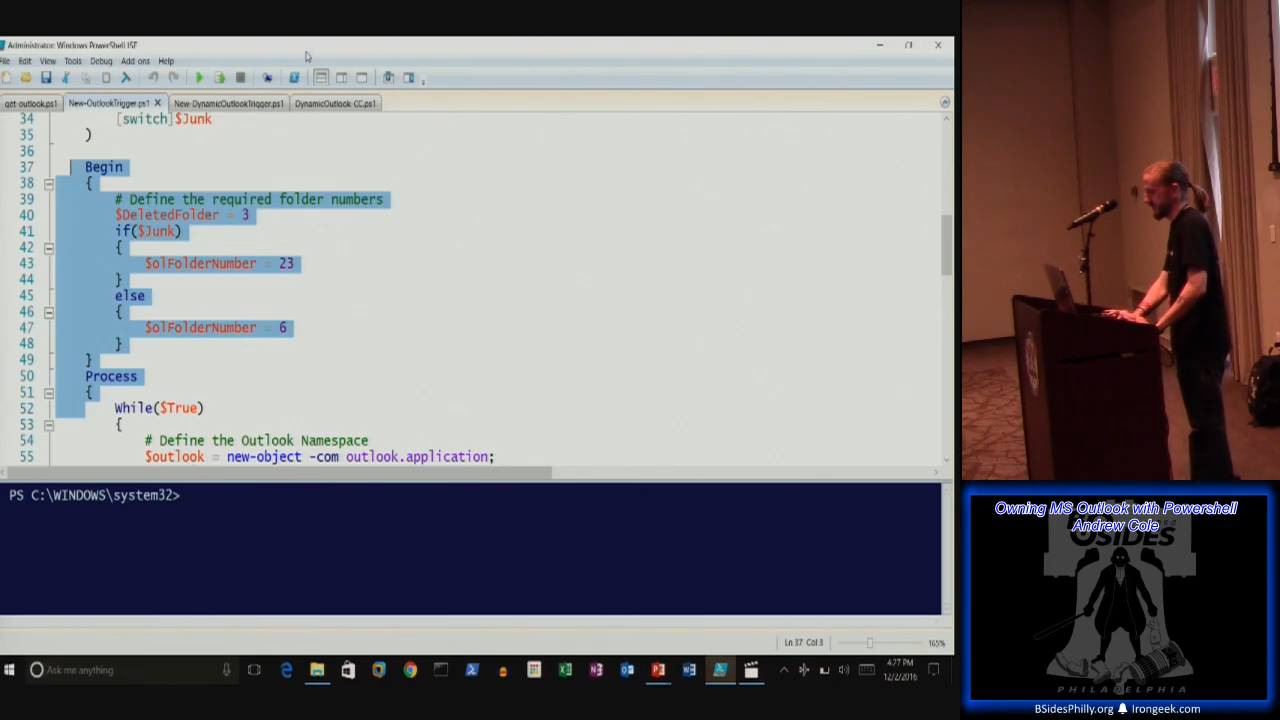 Administrator: Windows PowerShell ISE
File Edit View Tools Debug Add-ons Help
get-outlook.ps1 New-OutlookTrigger.ps1 New-DynamicOutlookTrigger.ps1 DynamicOutlook-CC.ps1
34 [switch]$Junk
35 )
36
37 Begin
38 {
39 # Define the required folder numbers
40 $DeletedFolder = 3
41 if($Junk)
42 {
43 $olFolderNumber = 23
44 }
45 else
46 {
47 $olFolderNumber = 6
48 }
49 }
50 Process
51 {
52 While($True)
53 {
54 # Define the Outlook Namespace
55 $outlook = new-object -com outlook.application;
PS C:\WINDOWS\system32>
Ln 37 Col 3 165%
Ask me anything
4:27 PM
12/2/2016
Owning MS Outlook with Powershell
Andrew Cole
SIDES
PHILADELPHIA
BSidesPhilly.org Irongeek.com